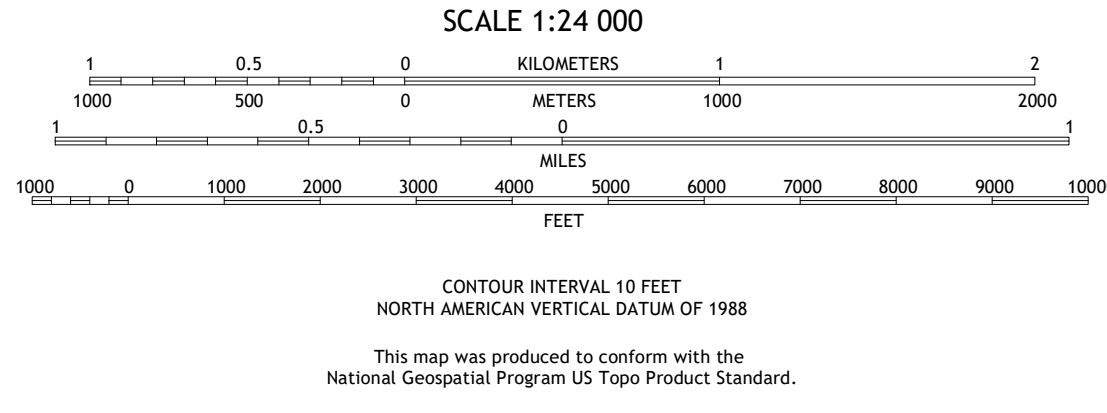 SCALE 1:24 000
1 0.5 0 KILOMETERS 1 2
1000 500 0 METERS 1000 2000
1 0.5 0 1
MILES
1000 0 1000 2000 3000 4000 5000 6000 7000 8000 9000 1000
FEET
CONTOUR INTERVAL 10 FEET
NORTH AMERICAN VERTICAL DATUM OF 1988
This map was produced to conform with the
National Geospatial Program US Topo Product Standard.